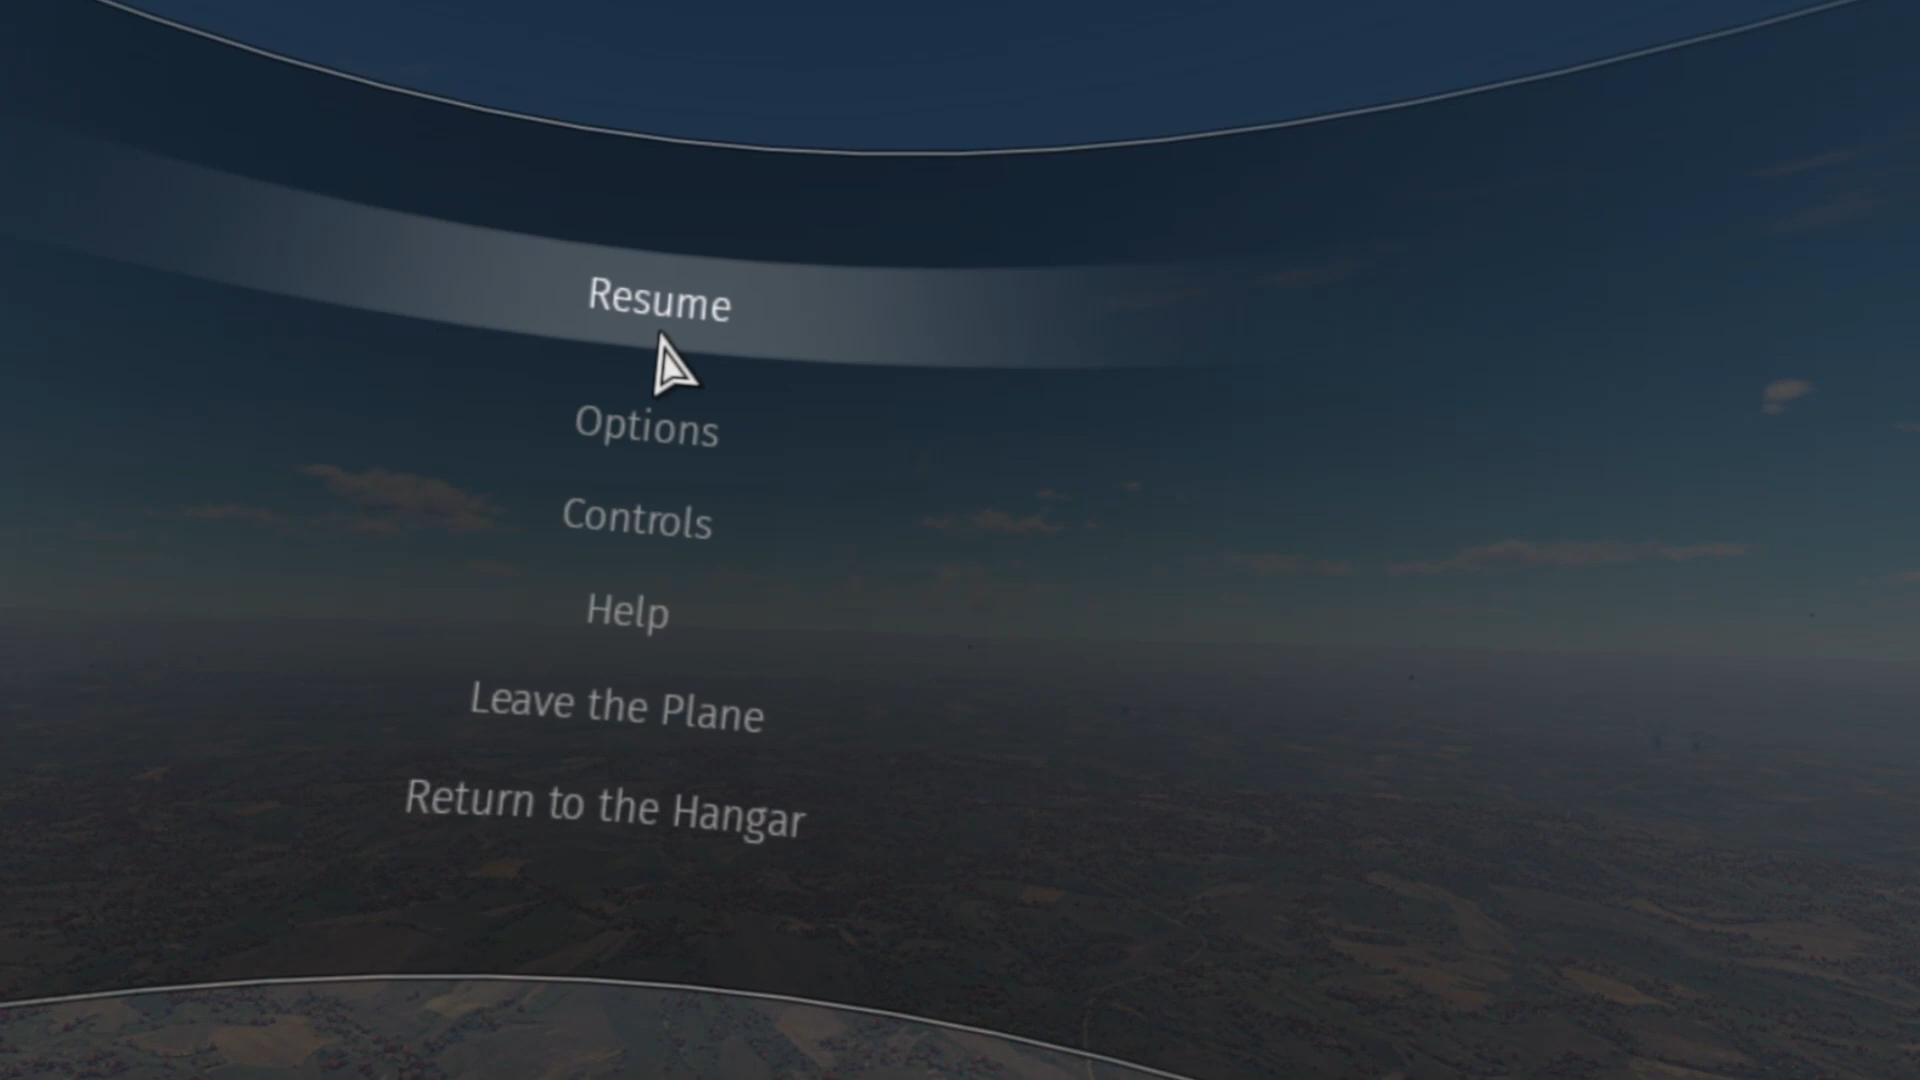 Resume
Options
Controls
Help
Leave the Plane
Return to the Hangar